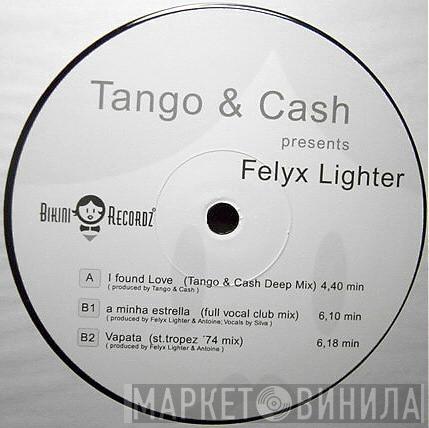 Tango & Cash
presents
Felyx Lighter
BIKINI RECORDZ
A I found Love (Tango & Cash Deep Mix) 4,40 min
( produced by Tango & Cash )
B1 a minha estrella (full vocal club mix) 6,10 min
( produced by Felyx Lighter & Antoine; Vocals by Silva )
B2 Vapata (st.tropez '74 mix) 6,18 min
( produced by Felyx Lighter & Antoine )
МАРКЕТ ВИНИЛА